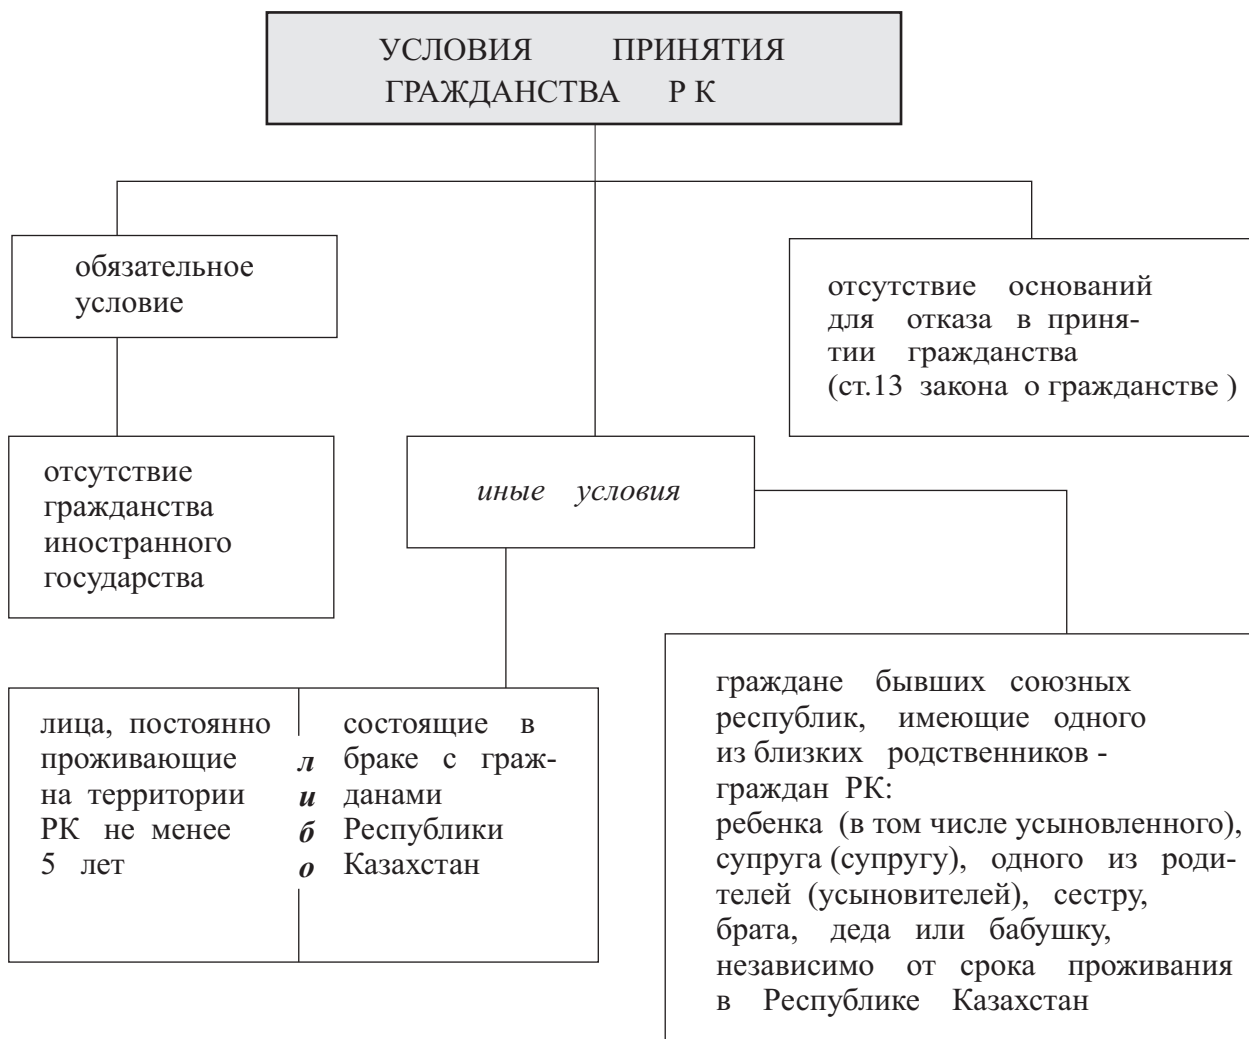 УСЛОВИЯ ПРИНЯТИЯ
ГРАЖДАНСТВА Р К
обязательное
условие
отсутствие оснований
для отказа в приня-
тии гражданства
(ст.13 закона о гражданстве )
отсутствие
гражданства
иностранного
государства
иные условия
лица, постоянно
проживающие
на территории
РК не менее
5 лет
либо
состоящие в
браке с граж-
данами
Республики
Казахстан
граждане бывших союзных
республик, имеющие одного
из близких родственников -
граждан РК:
ребенка (в том числе усыновленного),
супруга (супругу), одного из роди-
телей (усыновителей), сестру,
брата, деда или бабушку,
независимо от срока проживания
в Республике Казахстан